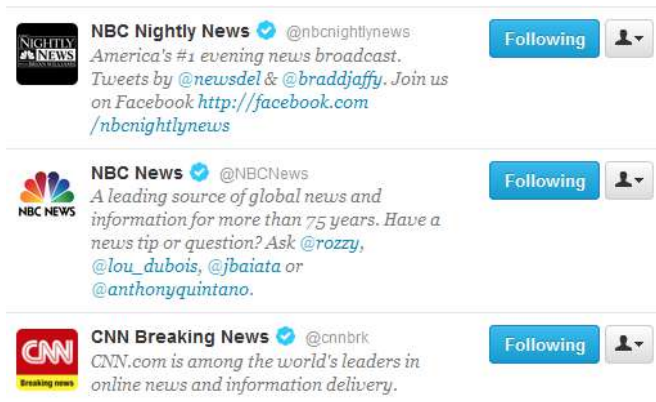 NIGHTLY
NEWS
NBC Nightly News @nbcnightlynews
America's #1 evening news broadcast.
Tweets by @newsdel & @braddjaffy. Join us
on Facebook http://facebook.com
/nbcnightlynews
Following
NBC NEWS
NBC News @NBCNews
A leading source of global news and
information for more than 75 years. Have a
news tip or question? Ask @rozzy,
@lou_dubois, @jbaiata or
@anthonyquintano.
Following
CNN
Breaking news
CNN Breaking News @cnnbrk
CNN.com is among the world's leaders in
online news and information delivery.
Following